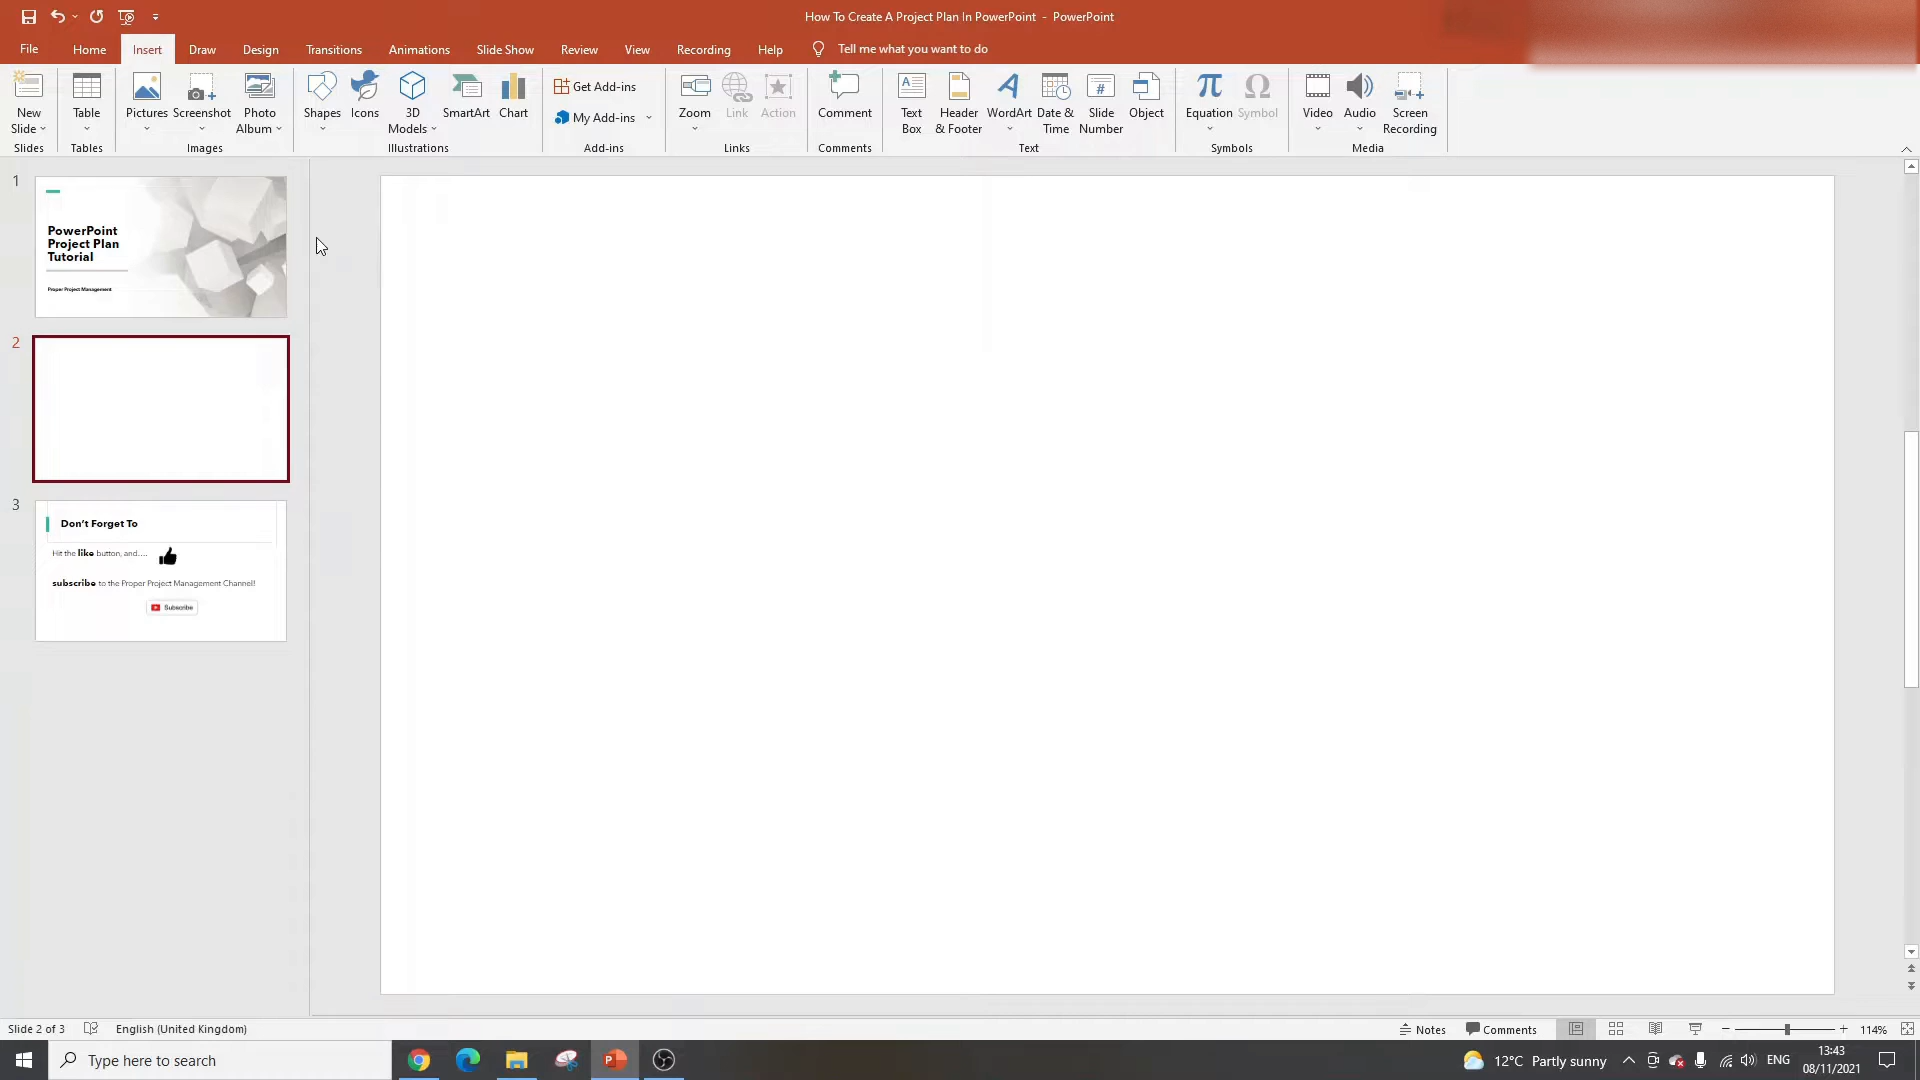 How To Create A Project Plan In PowerPoint - PowerPoint
File Home Insert Draw Design Transitions Animations Slide Show Review View Recording Help Tell me what you want to do
New Slide
Table
Pictures
Screenshot
Photo Album
Shapes
Icons
3D Models
SmartArt
Chart
Get Add-ins
My Add-ins
Zoom
Link
Action
Comment
Text Box
Header & Footer
WordArt
Date & Time
Slide Number
Object
Equation
Symbol
Video
Audio
Screen Recording
Slides Tables Images Illustrations Add-ins Links Comments Text Symbols Media
1
PowerPoint
Project Plan
Tutorial
Proper Project Management
2
3
Don't Forget To
Hit the like button, and....
subscribe to the Proper Project Management Channel!
Subscribe
Slide 2 of 3 English (United Kingdom) Notes Comments 114%
Type here to search
12°C Partly sunny
ENG
13:43
08/11/2021